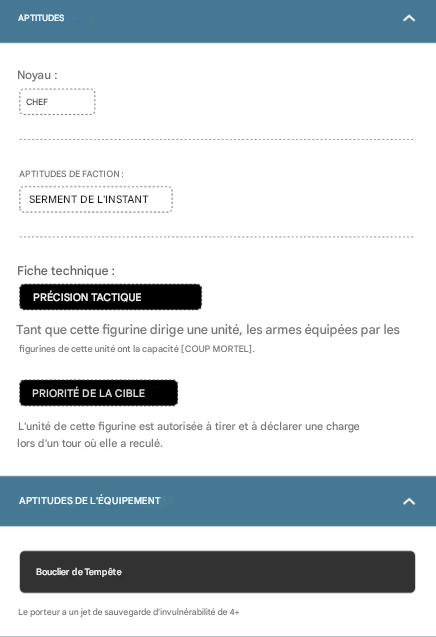 APTITUDES
Noyau :
CHEF
APTITUDES DE FACTION :
SERMENT DE L'INSTANT
Fiche technique :
PRÉCISION TACTIQUE
Tant que cette figurine dirige une unité, les armes équipées par les
figurines de cette unité ont la capacité [COUP MORTEL].
PRIORITÉ DE LA CIBLE
L'unité de cette figurine est autorisée à tirer et à déclarer une charge
lors d'un tour où elle a reculé.
APTITUDES DE L'ÉQUIPEMENT
Bouclier de Tempête
Le porteur a un jet de sauvegarde d'invulnérabilité de 4+